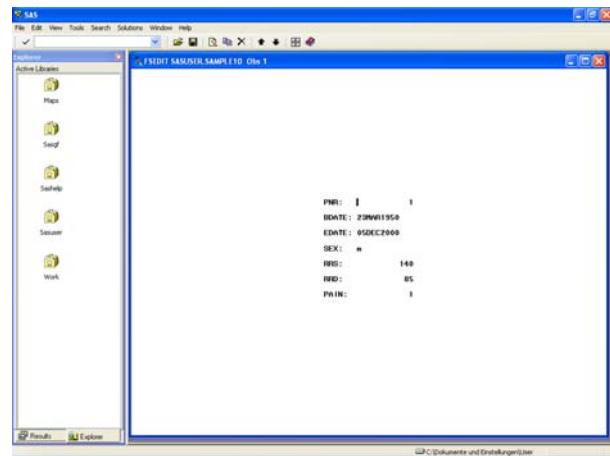 SAS
File Edit View Tools Search Solutions Window Help
Explorer
Active Libraries
Maps
Sasgf
Sashelp
Sasuser
Work
Results Explorer
FSEDIT SASUSER.SAMPLE10 Obs 1
PNR: 1
BDATE: 23MAR1950
EDATE: 05DEC2000
SEX: m
RRS: 140
RRD: 85
PAIN: 1
C:\Dokumente und Einstellungen\User